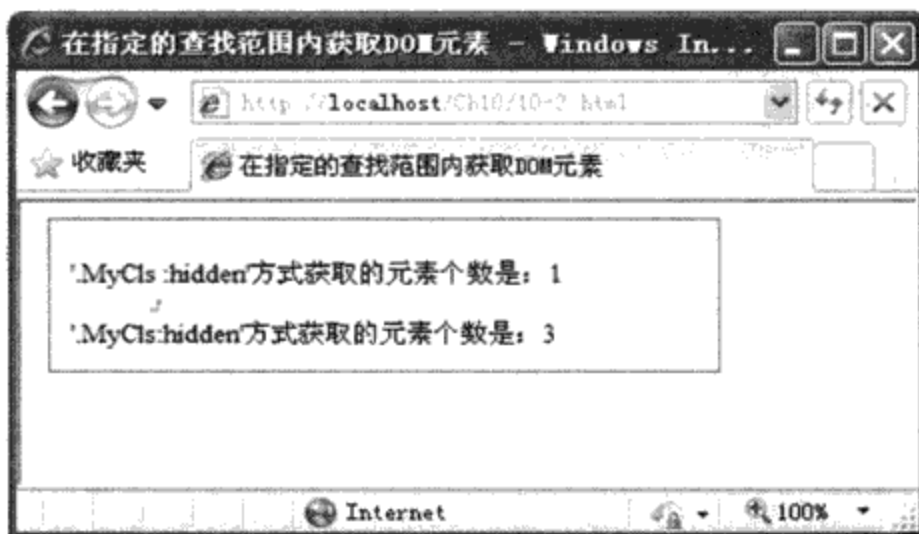 在指定的查找范围内获取DOM元素 - Windows In...
http://localhost/Ch10/10-2.html
收藏夹
在指定的查找范围内获取DOM元素
'.MyCls :hidden'方式获取的元素个数是：1
'.MyCls:hidden'方式获取的元素个数是：3
Internet
100%